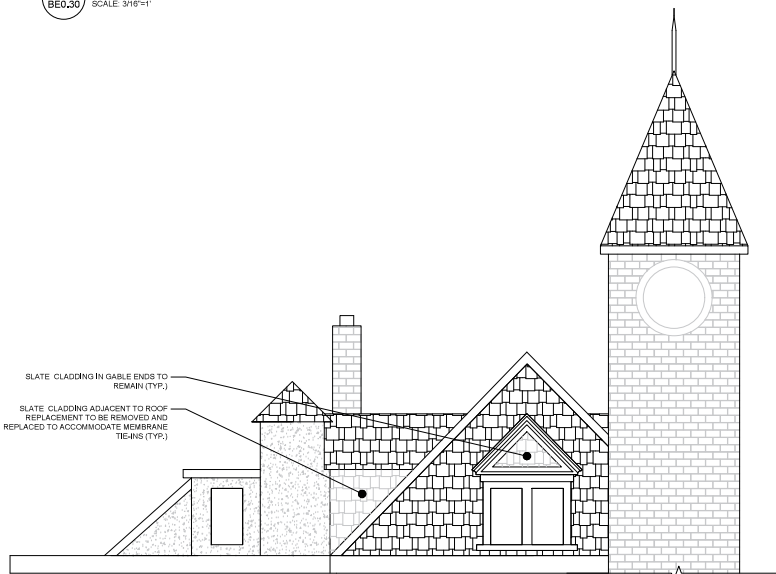 BE0.30
SCALE: 3/16"=1'
SLATE CLADDING IN GABLE ENDS TO
REMAIN (TYP.)
SLATE CLADDING ADJACENT TO ROOF
REPLACEMENT TO BE REMOVED AND
REPLACED TO ACCOMMODATE MEMBRANE
TIE-INS (TYP.)